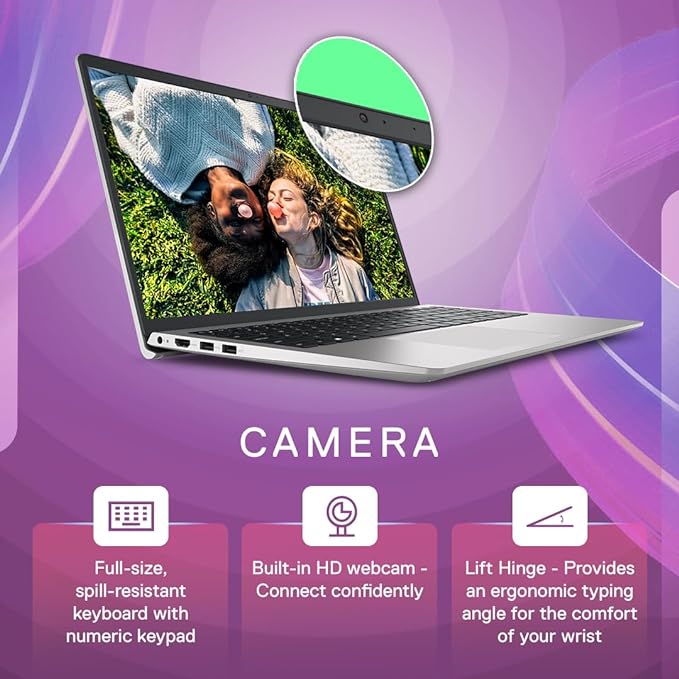 CAMERA
Full-size,
spill-resistant
keyboard with
numeric keypad
Built-in HD webcam -
Connect confidently
Lift Hinge - Provides
an ergonomic typing
angle for the comfort
of your wrist